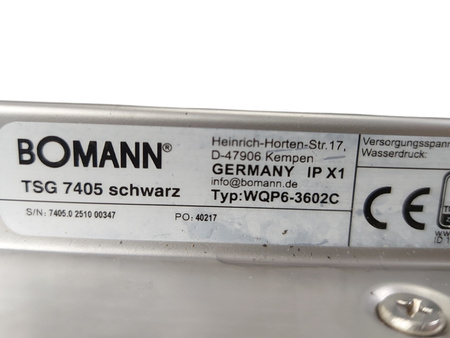 BOMANN®
TSG 7405 schwarz
S/N: 7405.0 2510 00347
PO: 40217
Heinrich-Horten-Str.17,
D-47906 Kempen
GERMANY IP X1
info@bomann.de
Typ:WQP6-3602C
Versorgungsspann
Wasserdruck:
CE